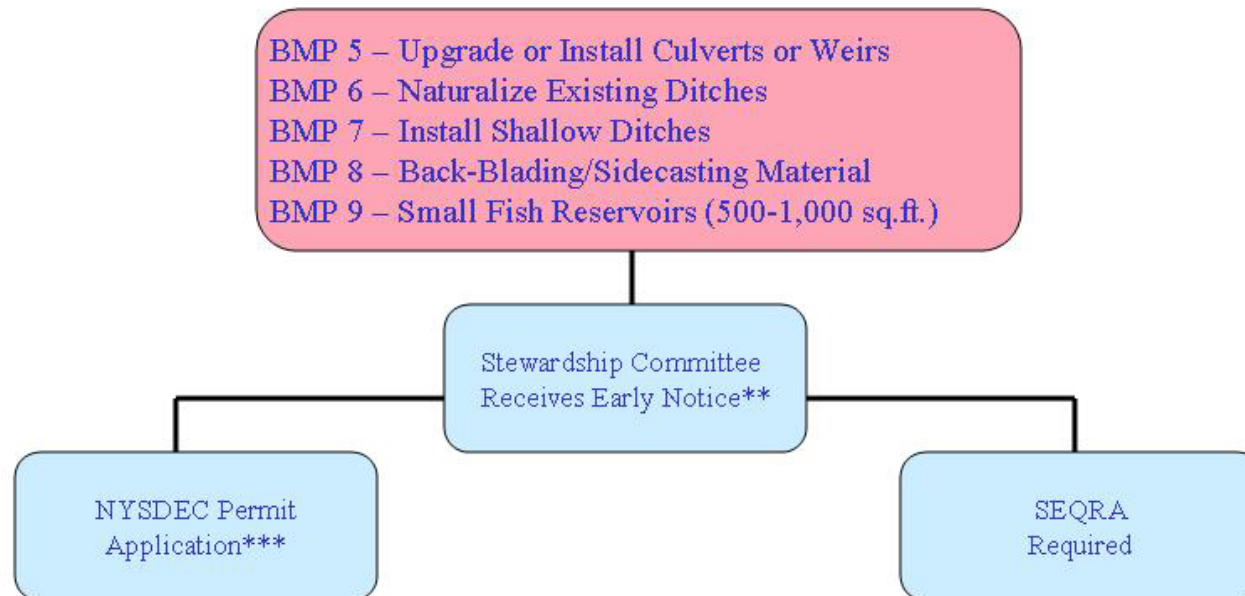 BMP 5 – Upgrade or Install Culverts or Weirs
BMP 6 – Naturalize Existing Ditches
BMP 7 – Install Shallow Ditches
BMP 8 – Back-Blading/Sidecasting Material
BMP 9 – Small Fish Reservoirs (500-1,000 sq.ft.)
Stewardship Committee
Receives Early Notice**
NYSDEC Permit
Application***
SEQRA
Required